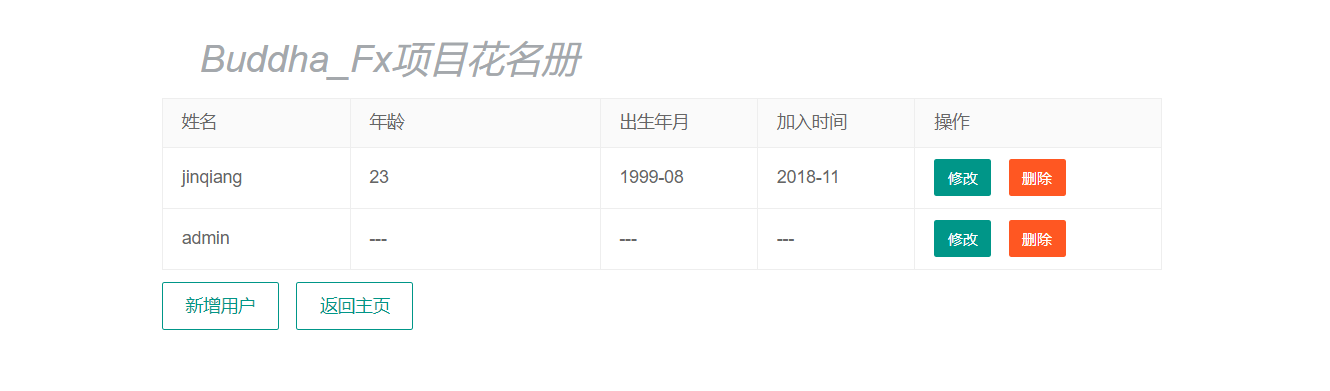 Buddha_Fx项目花名册
姓名 年龄 出生年月 加入时间 操作
jinqiang 23 1999-08 2018-11 修改 删除
admin --- --- --- 修改 删除
新增用户 返回主页